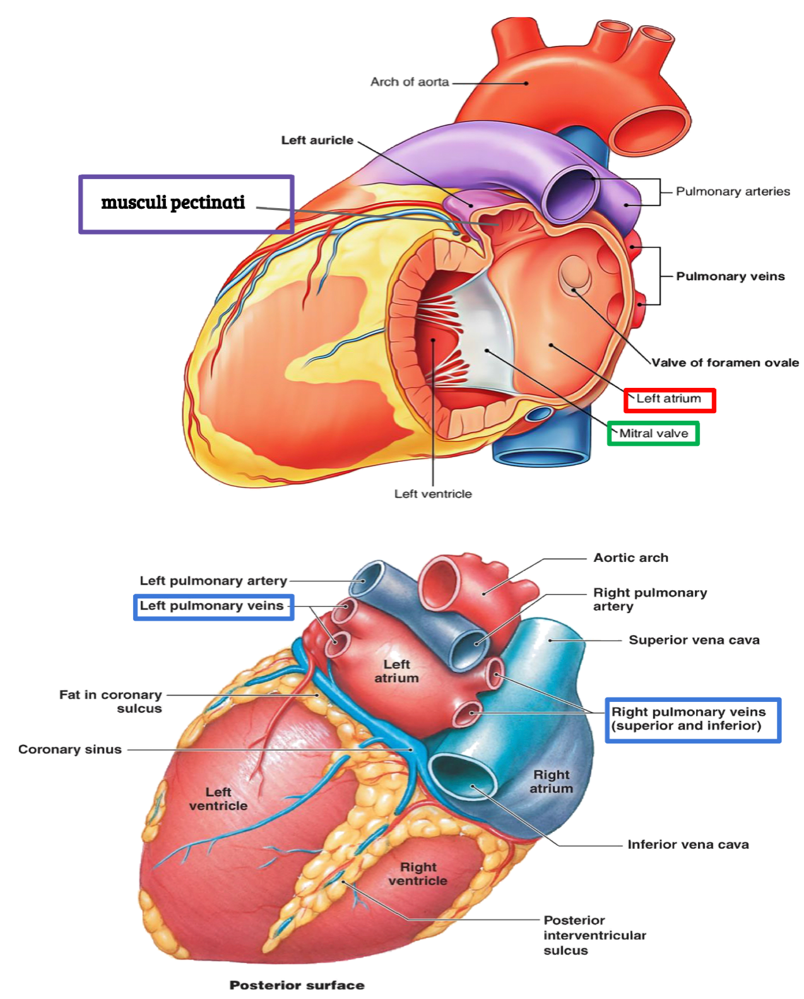 Arch of aorta
Left auricle
musculi pectinati
Pulmonary arteries
Pulmonary veins
Valve of foramen ovale
Left atrium
Mitral valve
Left ventricle
Aortic arch
Left pulmonary artery
Right pulmonary
artery
Left pulmonary veins
Superior vena cava
Left
atrium
Fat in coronary
sulcus
Right pulmonary veins
(superior and inferior)
Coronary sinus
Right
atrium
Left
ventricle
Inferior vena cava
Right
ventricle
Posterior
interventricular
sulcus
Posterior surface